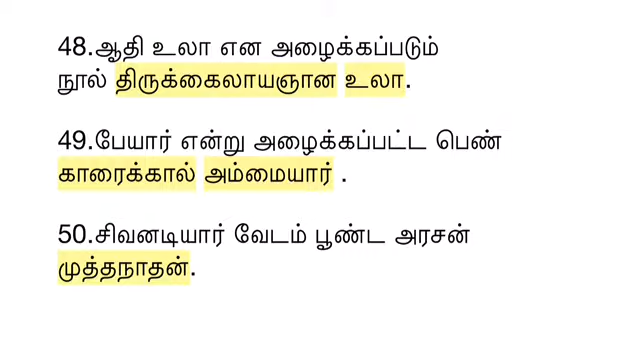 48.ஆதி உலா என அழைக்கப்படும்
நூல் திருக்கைலாயஞான உலா.
49.பேயார் என்று அழைக்கப்பட்ட பெண்
காரைக்கால் அம்மையார் .
50.சிவனடியார் வேடம் பூண்ட அரசன்
முத்தநாதன்.